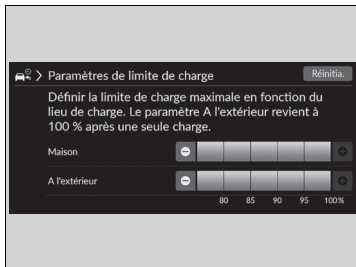 Paramètres de limite de charge
Réinitia.
Définir la limite de charge maximale en fonction du
lieu de charge. Le paramètre A l'extérieur revient à
100 % après une seule charge.
Maison
A l'extérieur
80 85 90 95 100%